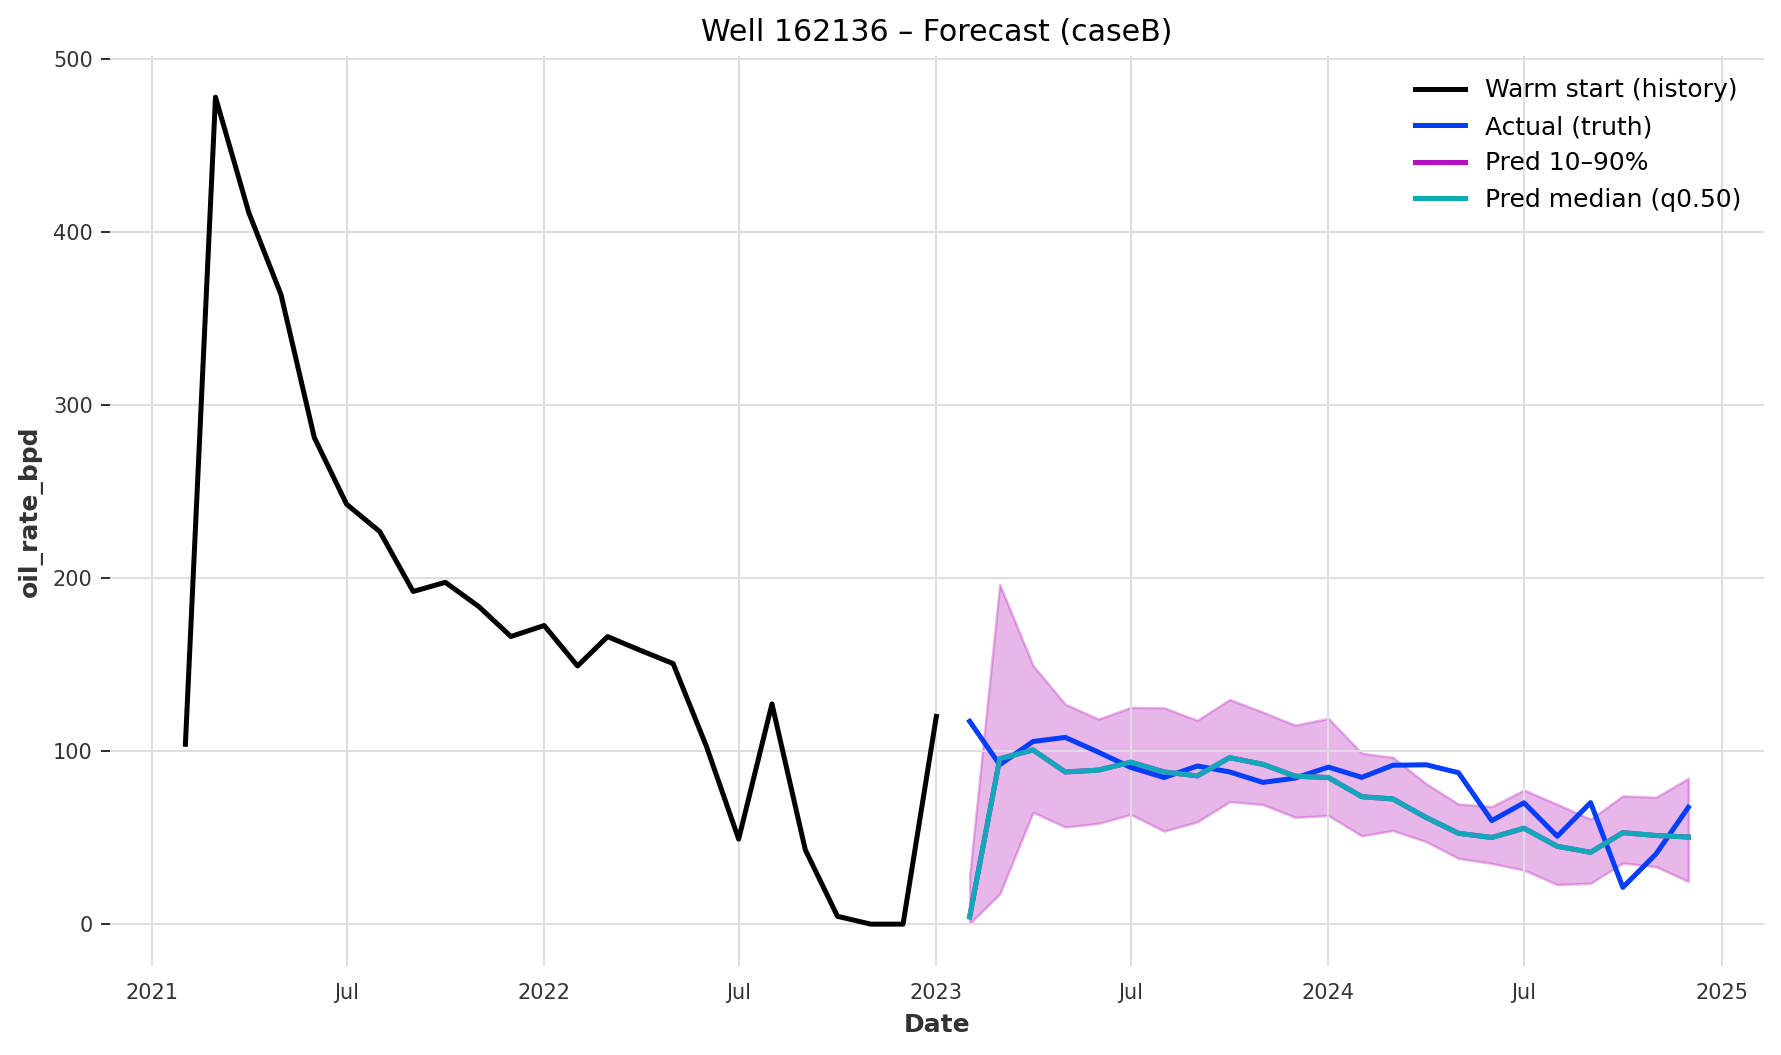 Well 162136 – Forecast (caseB)
Warm start (history)
Actual (truth)
Pred 10–90%
Pred median (q0.50)
oil_rate_bpd
500
400
300
200
100
0
2021 Jul 2022 Jul 2023 Jul 2024 Jul 2025
Date